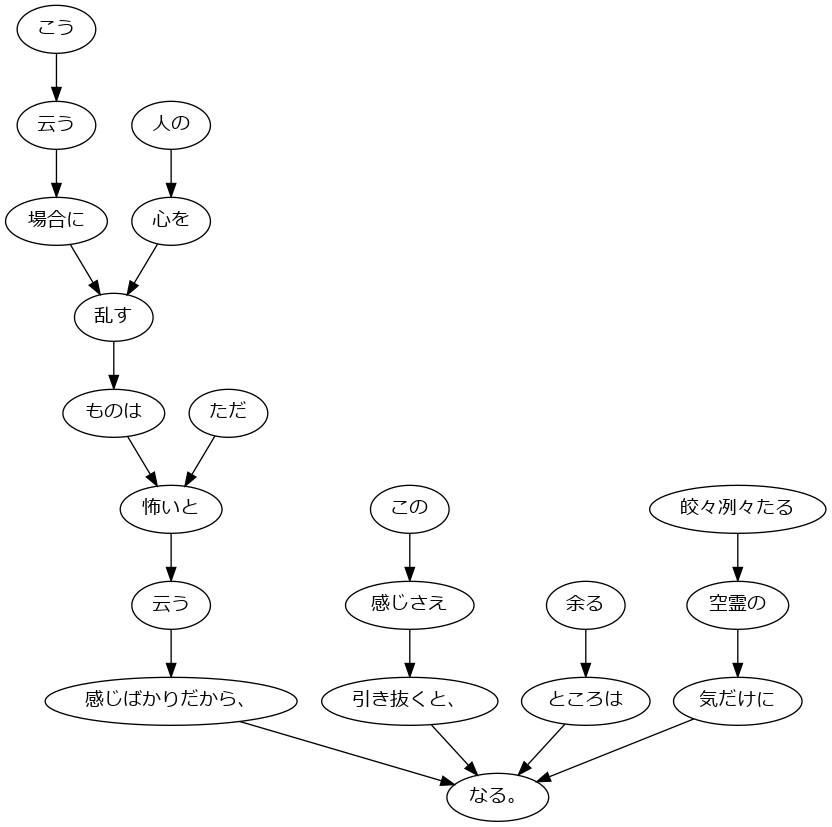 こう
云う
人の
場合に
心を
乱す
ものは
ただ
怖いと
この
皎々冽々たる
云う
感じさえ
余る
空霊の
感じばかりだから、
引き抜くと、
ところは
気だけに
なる。